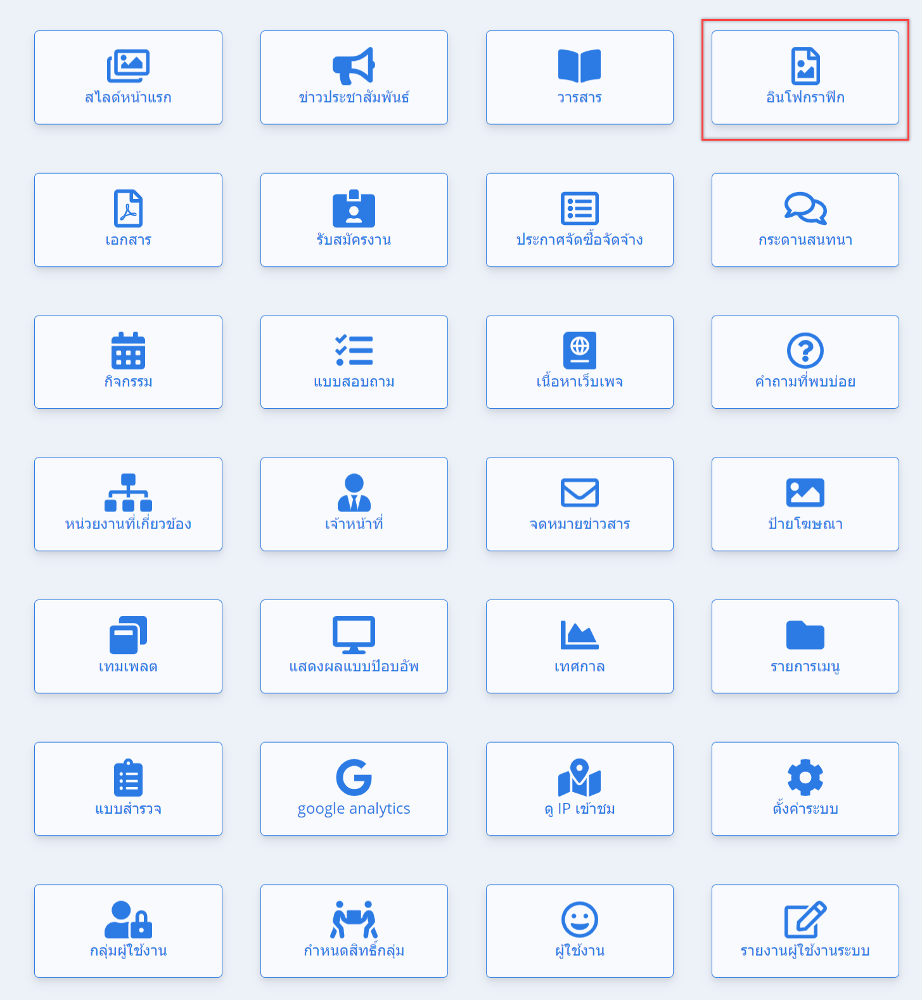 สไลด์หน้าแรก
ข่าวประชาสัมพันธ์
วารสาร
อินโฟกราฟิก
เอกสาร
รับสมัครงาน
ประกาศจัดซื้อจัดจ้าง
กระดานสนทนา
กิจกรรม
แบบสอบถาม
เนื้อหาเว็บเพจ
คำถามที่พบบ่อย
หน่วยงานที่เกี่ยวข้อง
เจ้าหน้าที่
จดหมายข่าวสาร
ป้ายโฆษณา
เทมเพลต
แสดงผลแบบป๊อบอัพ
เทศกาล
รายการเมนู
แบบสำรวจ
google analytics
ดู IP เข้าชม
ตั้งค่าระบบ
กลุ่มผู้ใช้งาน
กำหนดสิทธิ์กลุ่ม
ผู้ใช้งาน
รายงานผู้ใช้งานระบบ